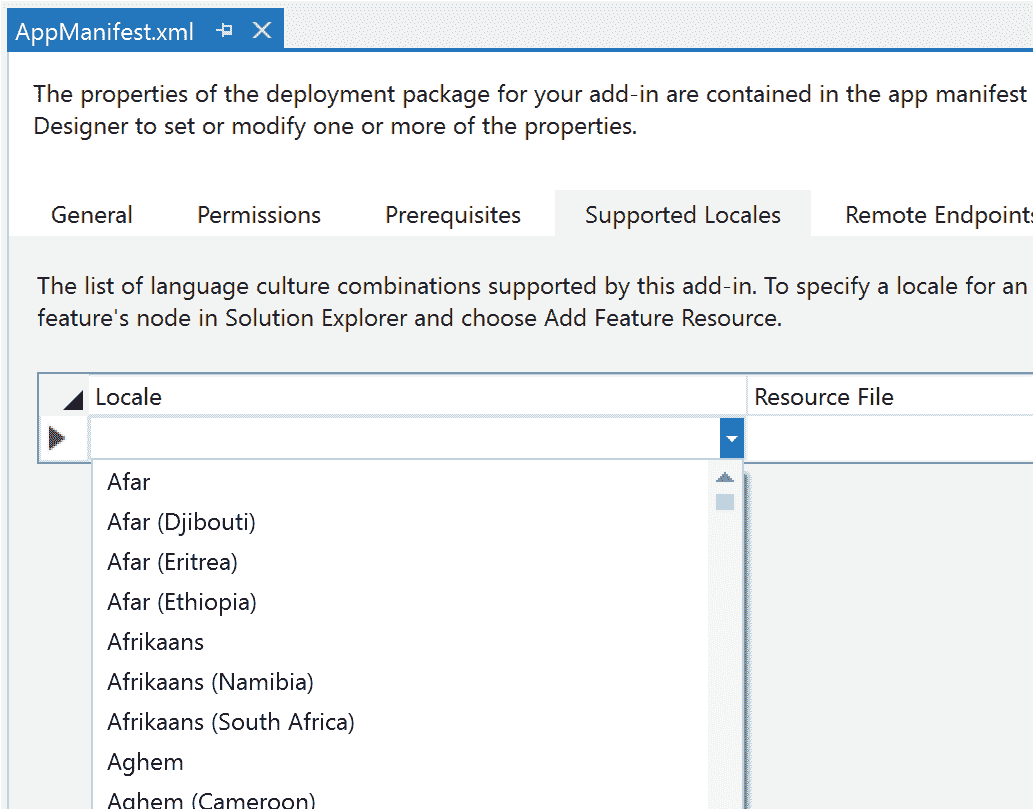 AppManifest.xml
The properties of the deployment package for your add-in are contained in the app manifest
Designer to set or modify one or more of the properties.
General Permissions Prerequisites Supported Locales Remote Endpoints
The list of language culture combinations supported by this add-in. To specify a locale for an
feature's node in Solution Explorer and choose Add Feature Resource.
Locale Resource File
Afar
Afar (Djibouti)
Afar (Eritrea)
Afar (Ethiopia)
Afrikaans
Afrikaans (Namibia)
Afrikaans (South Africa)
Aghem
Aghem (Cameroon)